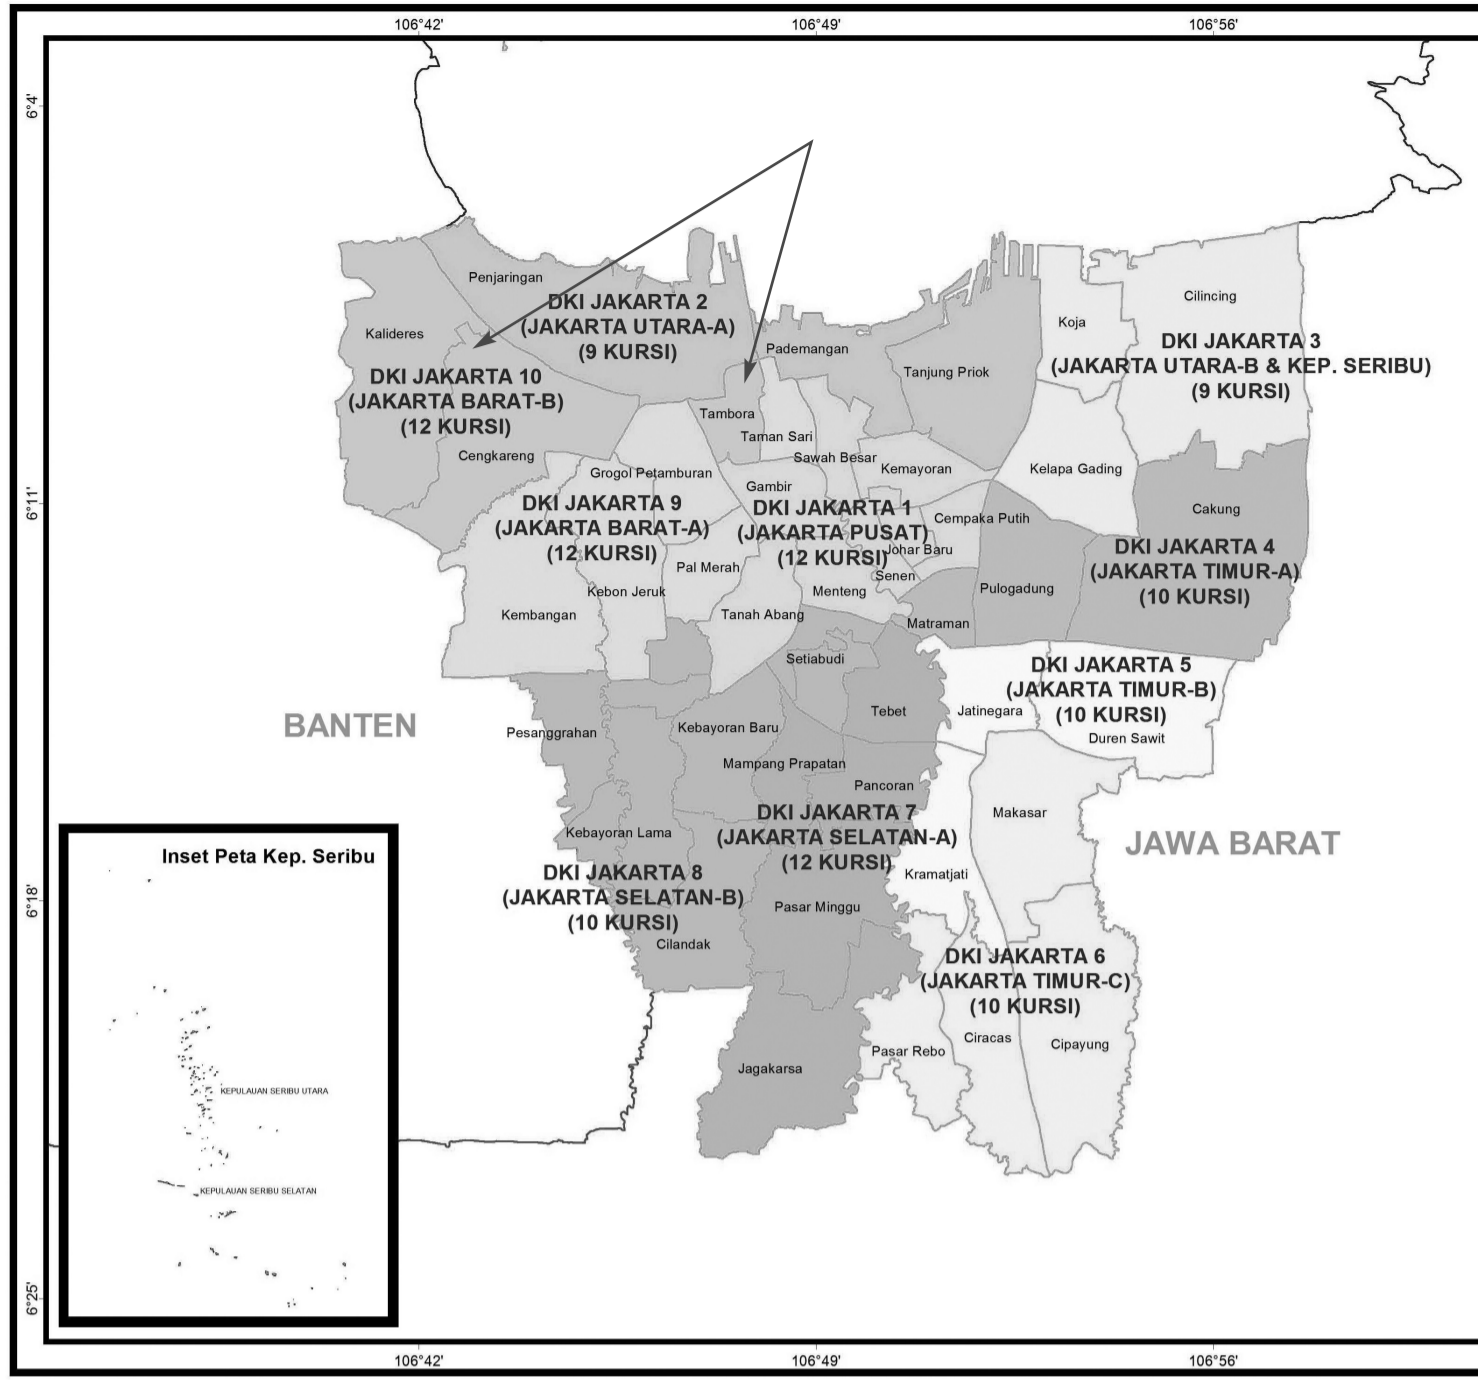 106°42'
106°49'
106°56'
6°4'
Penjaringan
Cilincing
DKI JAKARTA 2
(JAKARTA UTARA-A)
(9 KURSI)
Koja
Kalideres
Pademangan
DKI JAKARTA 3
(JAKARTA UTARA-B & KEP. SERIBU)
(9 KURSI)
Tanjung Priok
DKI JAKARTA 10
(JAKARTA BARAT-B)
(12 KURSI)
Tambora
Taman Sari
Cengkareng
Sawah Besar
Kemayoran
Kelapa Gading
Grogol Petamburan
Gambir
6°11'
DKI JAKARTA 9
(JAKARTA BARAT-A)
(12 KURSI)
DKI JAKARTA 1
(JAKARTA PUSAT)
(12 KURSI)
Cempaka Putih
Cakung
Johar Baru
DKI JAKARTA 4
(JAKARTA TIMUR-A)
(10 KURSI)
Pal Merah
Senen
Kebon Jeruk
Menteng
Pulogadung
Kembangan
Tanah Abang
Matraman
Setiabudi
DKI JAKARTA 5
(JAKARTA TIMUR-B)
(10 KURSI)
Tebet
Jatinegara
BANTEN
Pesanggrahan
Kebayoran Baru
Duren Sawit
Mampang Prapatan
Pancoran
Makasar
DKI JAKARTA 7
(JAKARTA SELATAN-A)
(12 KURSI)
Kebayoran Lama
JAWA BARAT
Inset Peta Kep. Seribu
DKI JAKARTA 8
(JAKARTA SELATAN-B)
(10 KURSI)
Kramatjati
6°18'
Pasar Minggu
Cilandak
DKI JAKARTA 6
(JAKARTA TIMUR-C)
(10 KURSI)
Ciracas
Cipayung
Pasar Rebo
Jagakarsa
KEPULAUAN SERIBU UTARA
KEPULAUAN SERIBU SELATAN
6°25'
106°42'
106°49'
106°56'